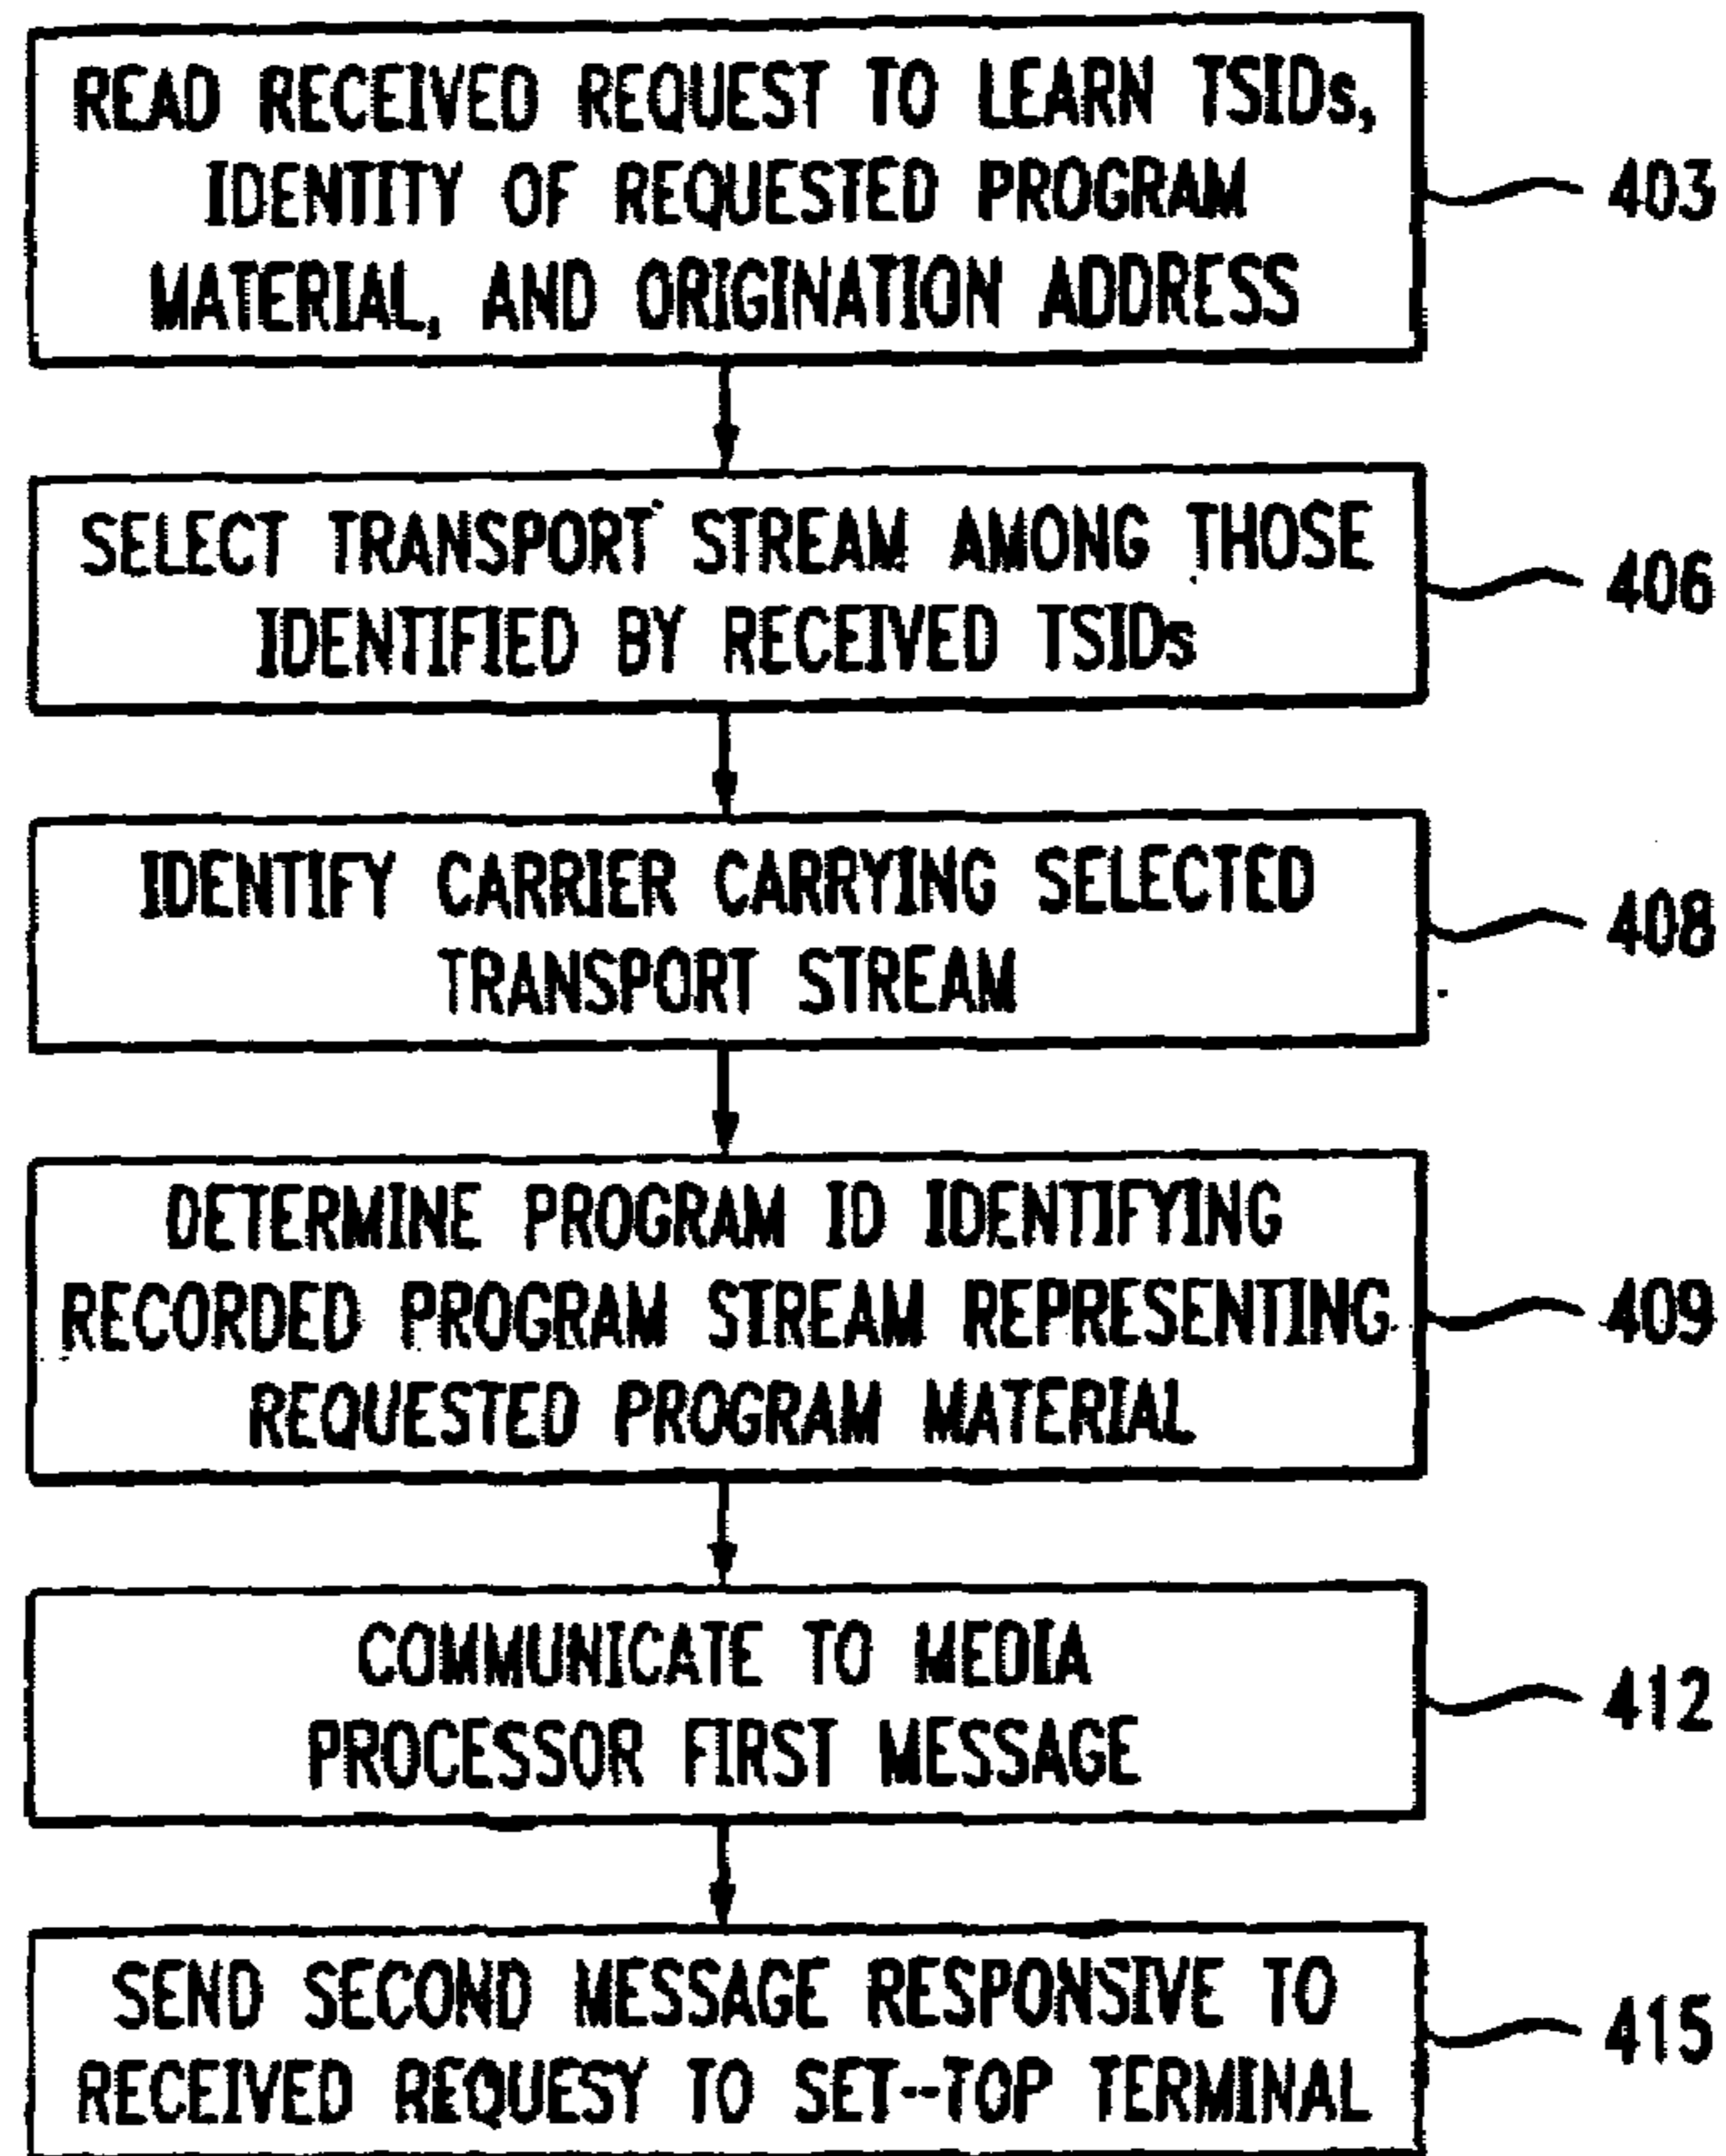 READ RECEIVED REQUEST TO LEARN TSIDs,
IDENTITY OF REQUESTED PROGRAM
MATERIAL, AND ORIGINATION ADDRESS
403
SELECT TRANSPORT STREAM AMONG THOSE
IDENTIFIED BY RECEIVED TSIDs
406
IDENTIFY CARRIER CARRYING SELECTED
TRANSPORT STREAM
408
DETERMINE PROGRAM ID IDENTIFYING
RECORDED PROGRAM STREAM REPRESENTING
REQUESTED PROGRAM MATERIAL
409
COMMUNICATE TO MEDIA
PROCESSOR FIRST MESSAGE
412
SEND SECOND MESSAGE RESPONSIVE TO
RECEIVED REQUESY TO SET--TOP TERMINAL
415